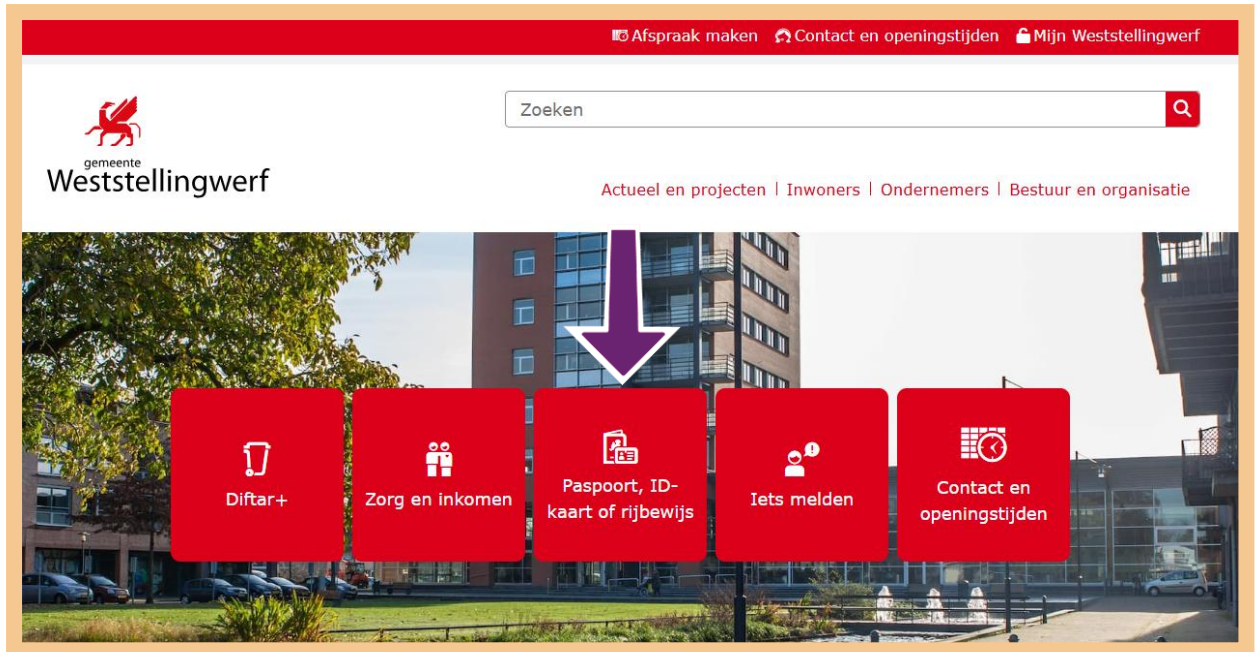 Afspraak maken Contact en openingstijden Mijn Weststellingwerf
Zoeken
gemeente
Weststellingwerf
Actueel en projecten | Inwoners | Ondernemers | Bestuur en organisatie
Diftar+
Zorg en inkomen
Paspoort, ID-
kaart of rijbewijs
Iets melden
Contact en
openingstijden